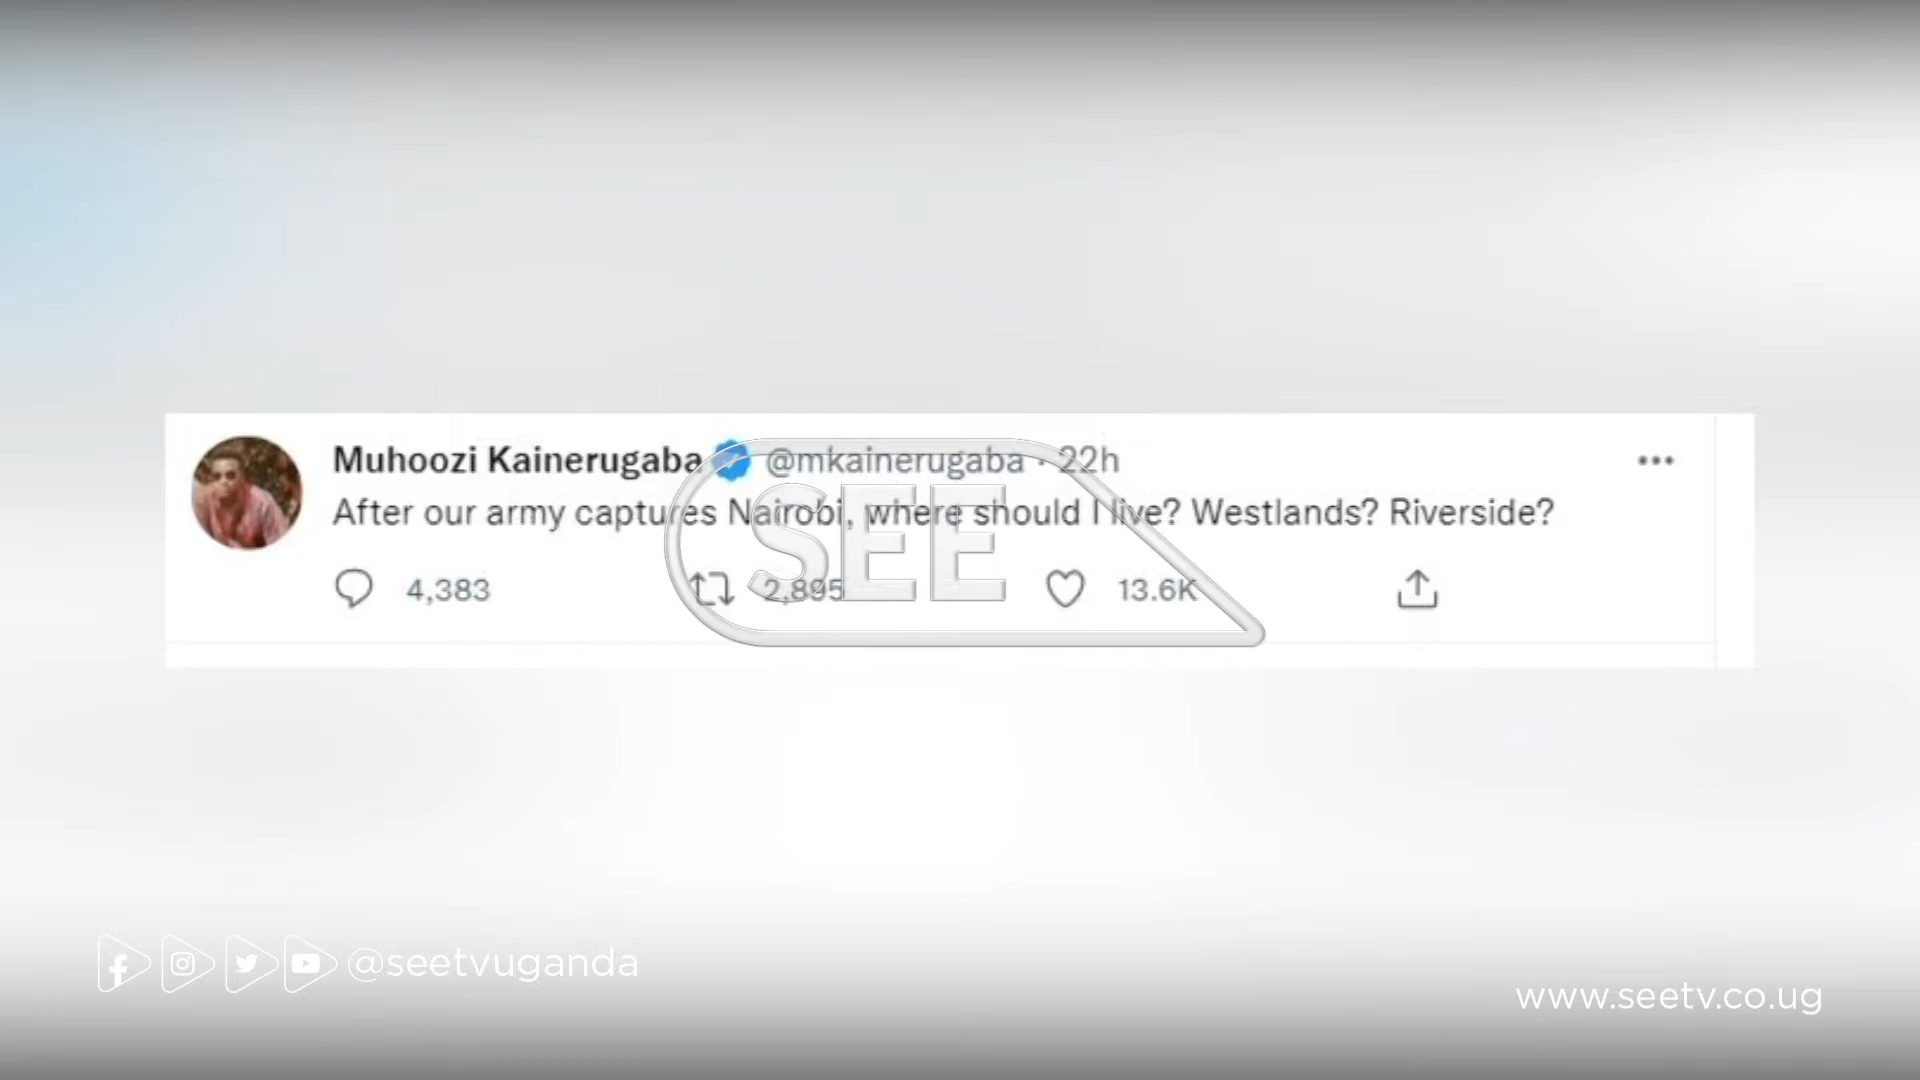 Muhoozi Kainerugaba @mkainerugaba · 22h
After our army captures Nairobi, where should I live? Westlands? Riverside?
4,383 2,895 13.6K
SEE
@seetvuganda
www.seetv.co.ug